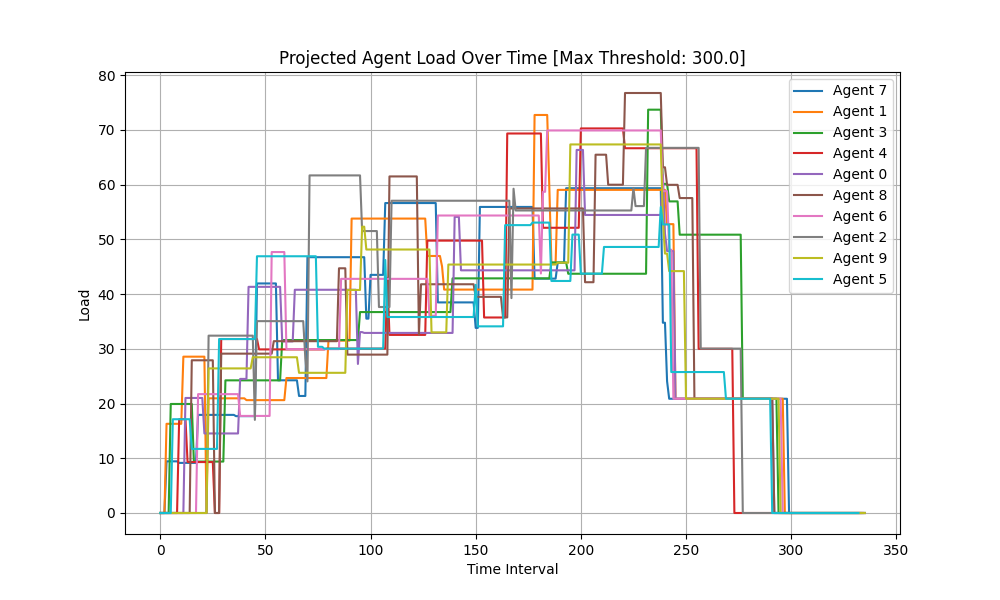 Projected Agent Load Over Time [Max Threshold: 300.0]
80
70
60
50
40
30
20
10
0
Load
0
50
100
150
200
250
300
350
Time Interval
Agent 7
Agent 1
Agent 3
Agent 4
Agent 0
Agent 8
Agent 6
Agent 2
Agent 9
Agent 5